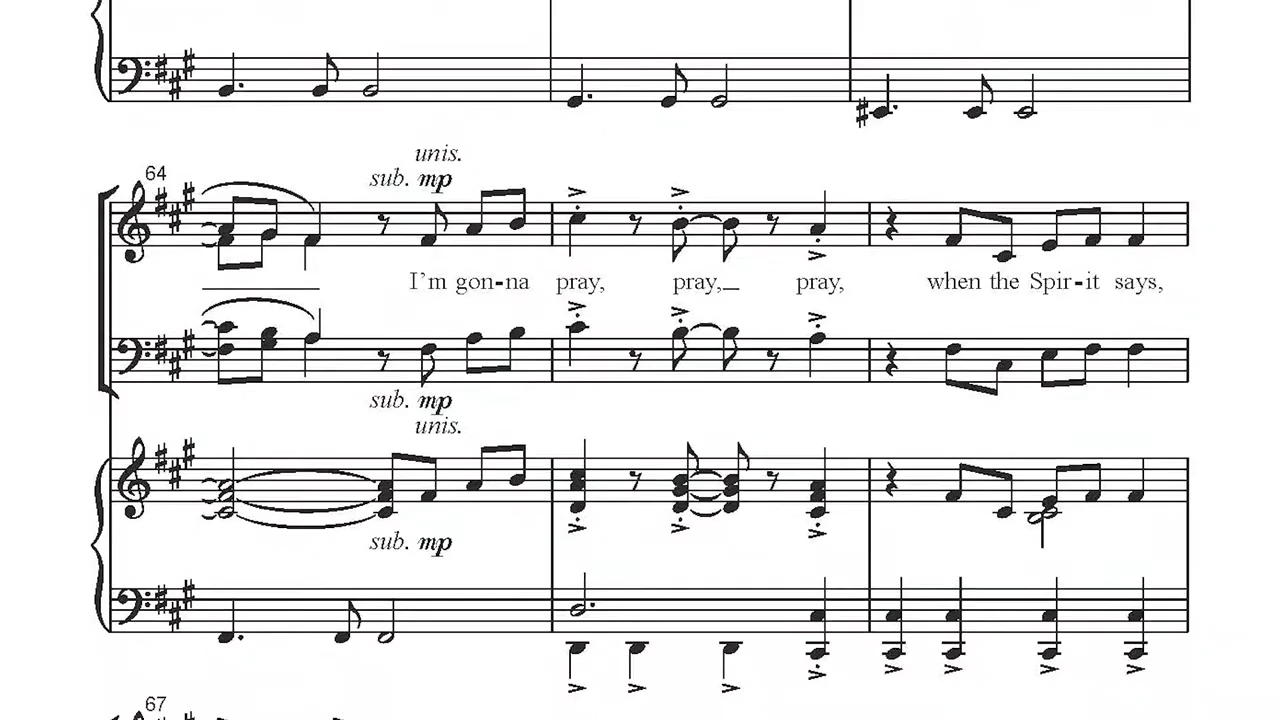 64
unis.
sub. mp
I'm gon-na pray, pray, pray, when the Spir-it says,
sub. mp
unis.
sub. mp
67